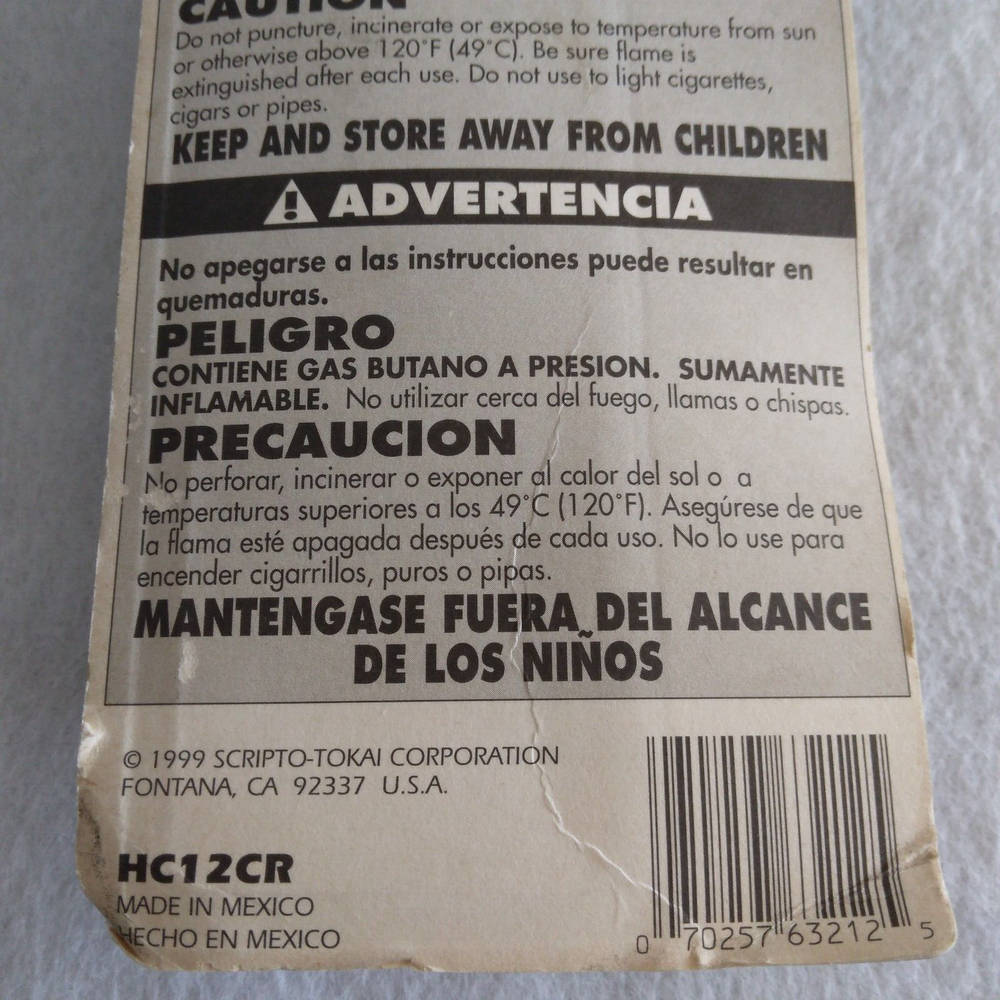 CAUTION
Do not puncture, incinerate or expose to temperature from sun
or otherwise above 120°F (49°C). Be sure flame is
extinguished after each use. Do not use to light cigarettes,
cigars or pipes.
KEEP AND STORE AWAY FROM CHILDREN
ADVERTENCIA
No apegarse a las instrucciones puede resultar en
quemaduras.
PELIGRO
CONTIENE GAS BUTANO A PRESION. SUMAMENTE
INFLAMABLE. No utilizar cerca del fuego, llamas o chispas.
PRECAUCION
No perforar, incinerar o exponer al calor del sol o a
temperaturas superiores a los 49°C (120°F). Asegúrese de que
la flama esté apagada después de cada uso. No lo use para
encender cigarrillos, puros o pipas.
MANTENGASE FUERA DEL ALCANCE
DE LOS NIÑOS
© 1999 SCRIPTO-TOKAI CORPORATION
FONTANA, CA 92337 U.S.A.
HC12CR
MADE IN MEXICO
HECHO EN MEXICO
0 70257 63212 5